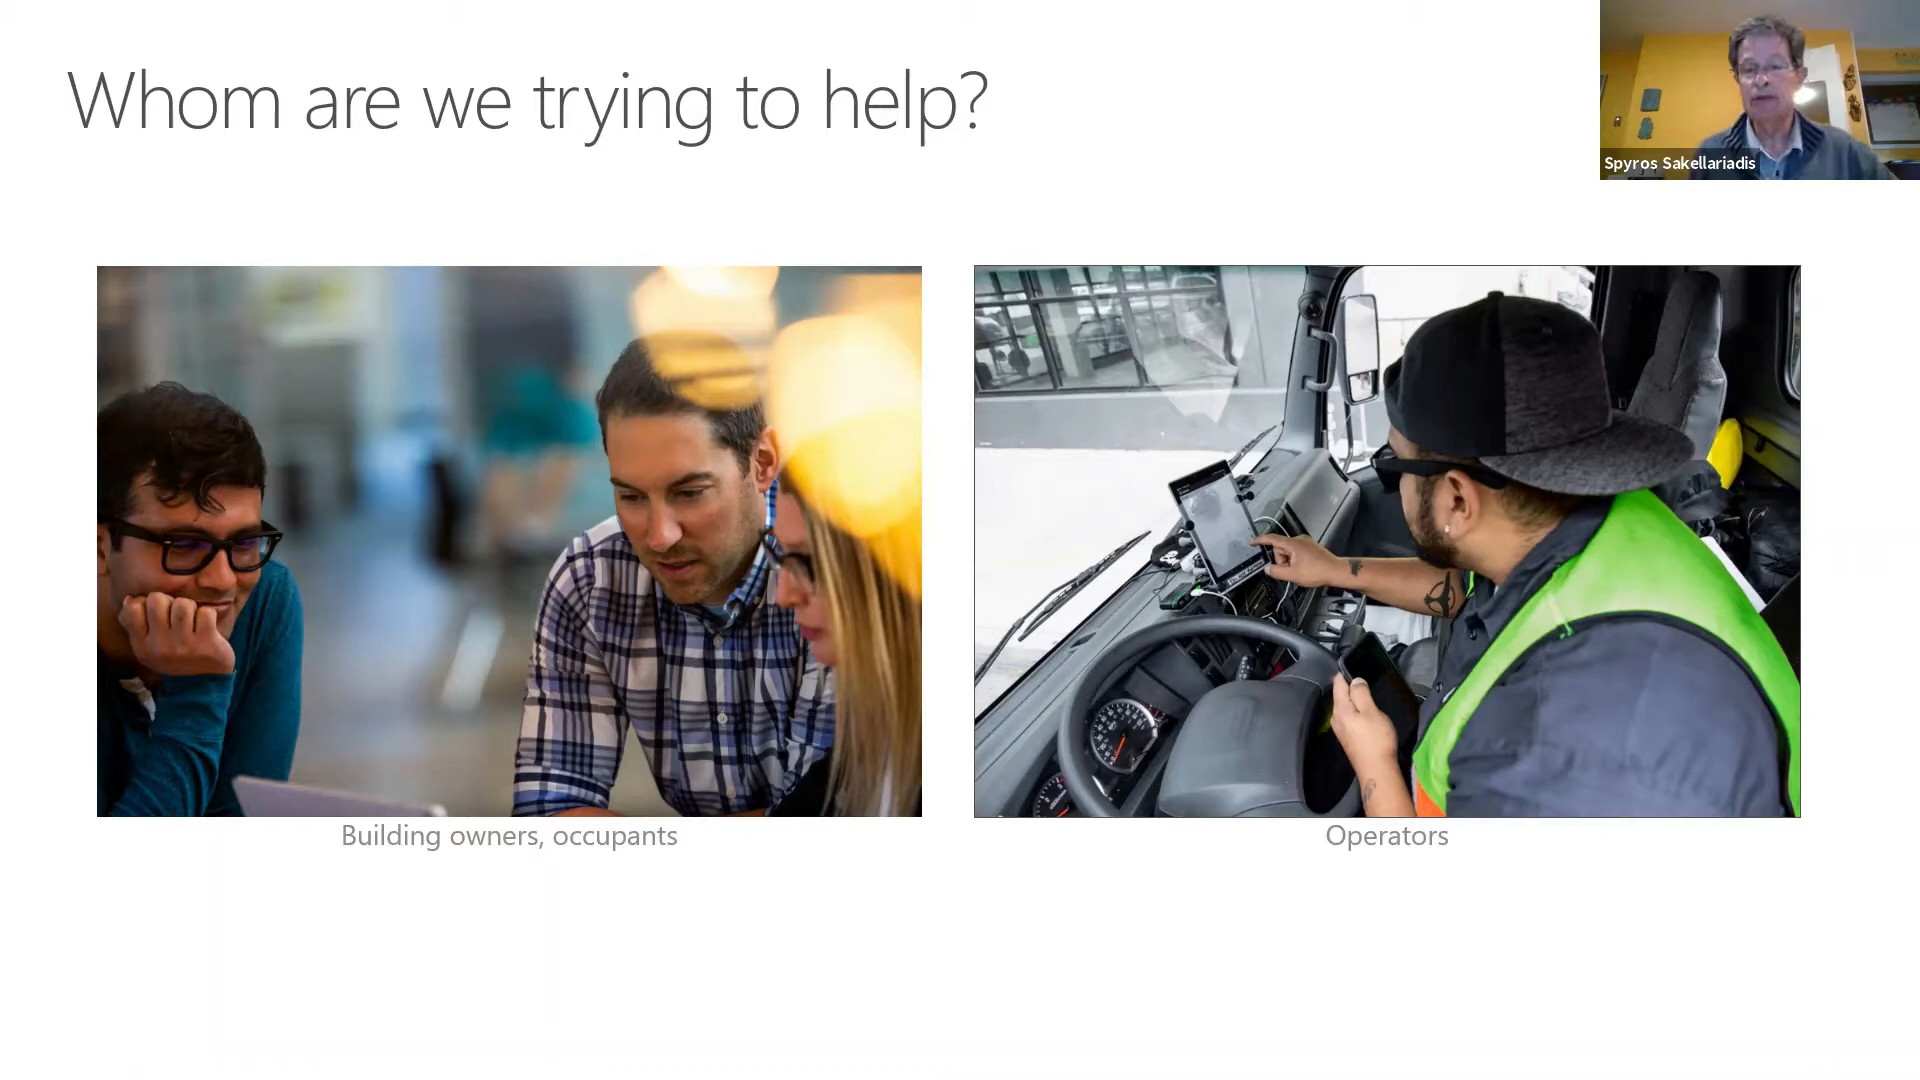 Whom are we trying to help?
Spyros Sakellariadis
Building owners, occupants
Operators